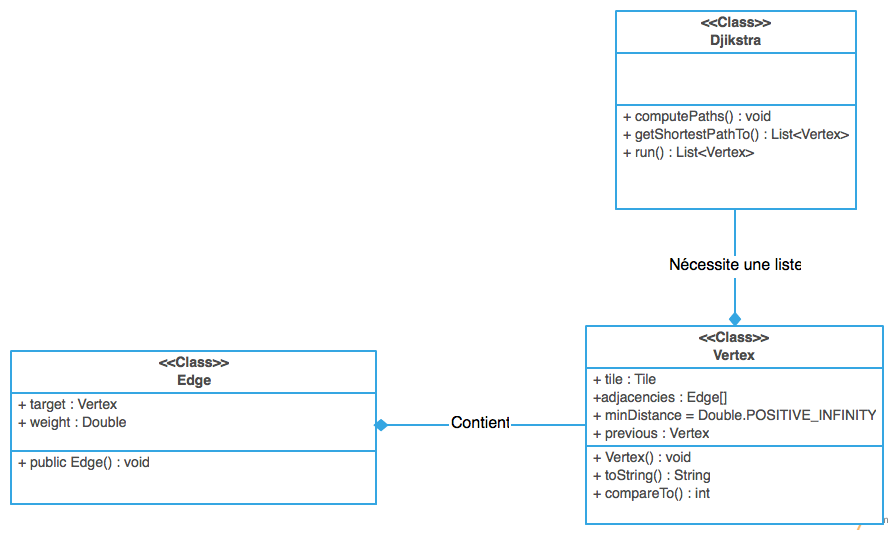 <<Class>>
Djikstra
+ computePaths() : void
+ getShortestPathTo() : List<Vertex>
+ run() : List<Vertex>
Nécessite une liste
<<Class>>
Vertex
+ tile : Tile
+adjacencies : Edge[]
+ minDistance = Double.POSITIVE_INFINITY
+ previous : Vertex
+ Vertex() : void
+ toString() : String
+ compareTo() : int
<<Class>>
Edge
+ target : Vertex
+ weight : Double
+ public Edge() : void
Contient